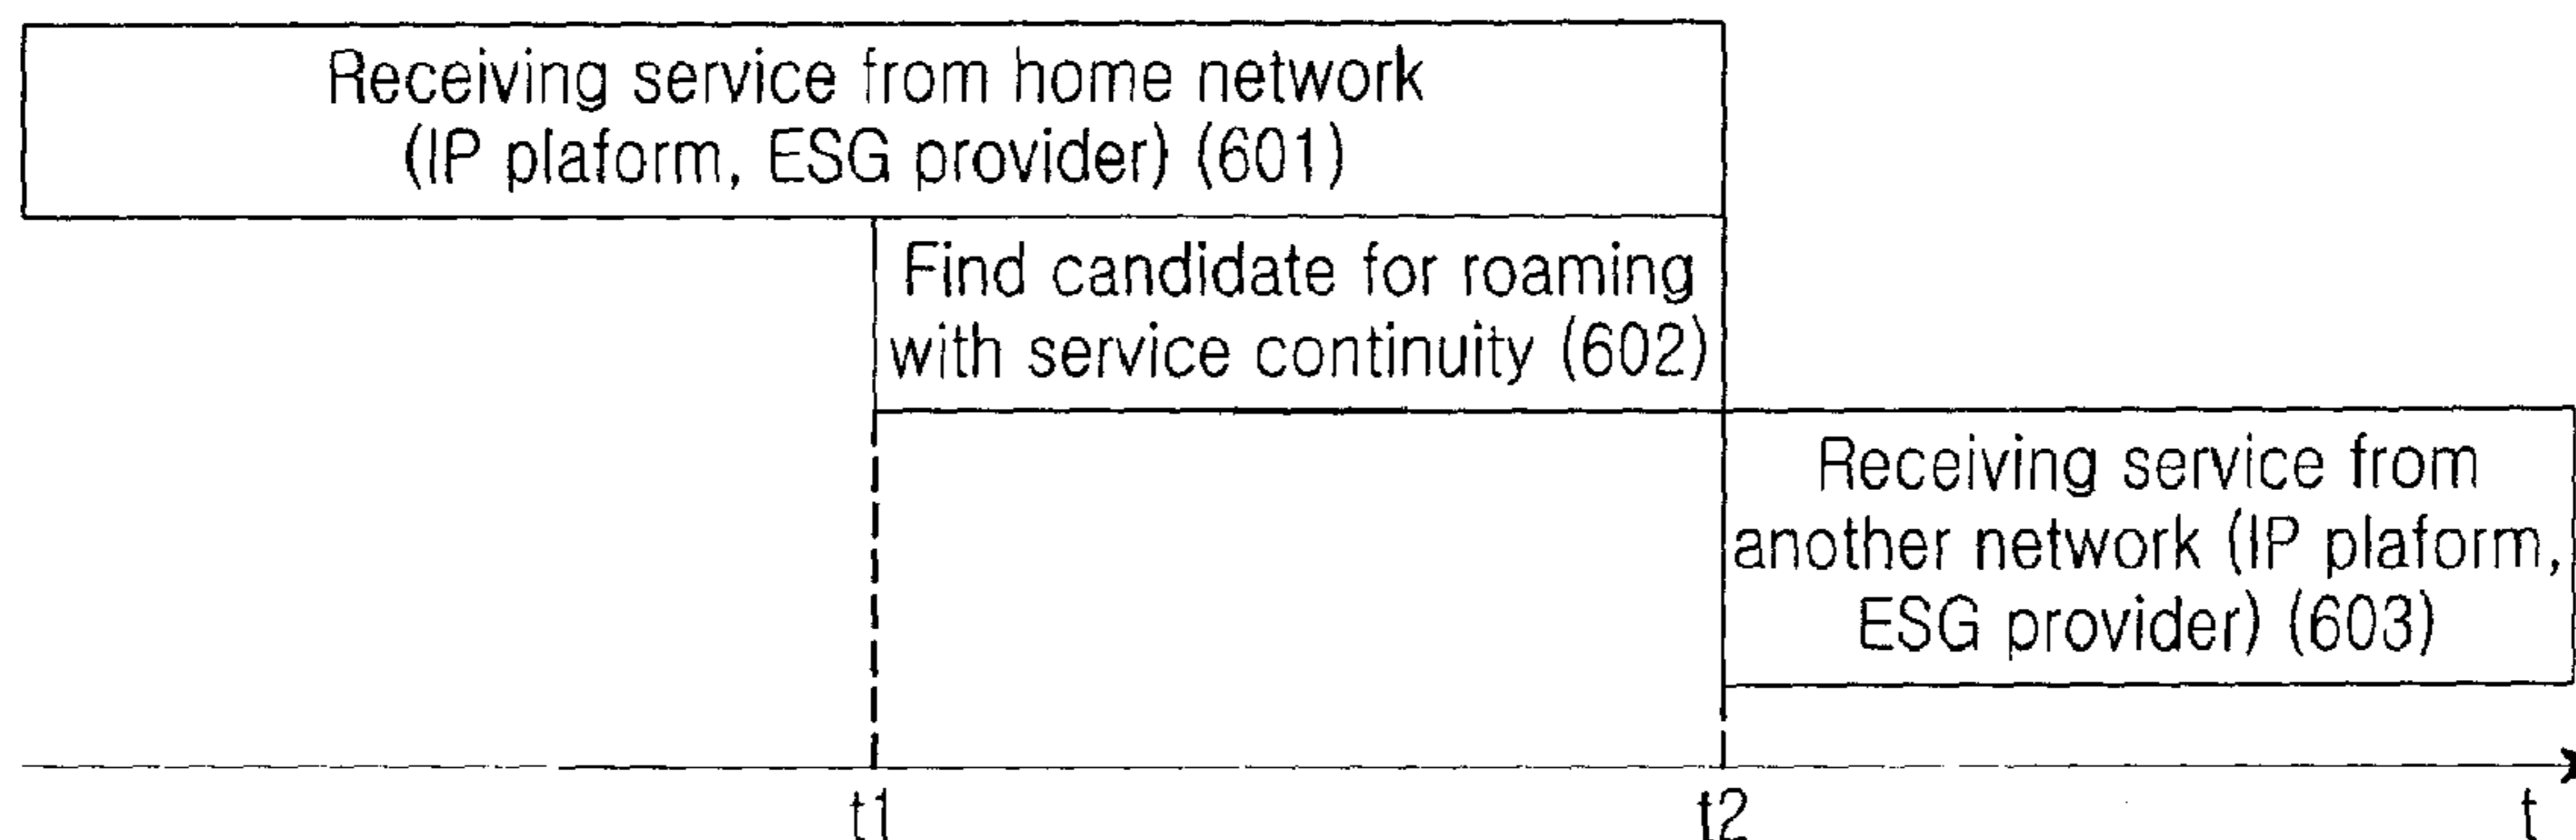 Receiving service from home network
(IP plaform, ESG provider) (601)
Find candidate for roaming
with service continuity (602)
Receiving service from
another network (IP plaform,
ESG provider) (603)
t1
t2
t